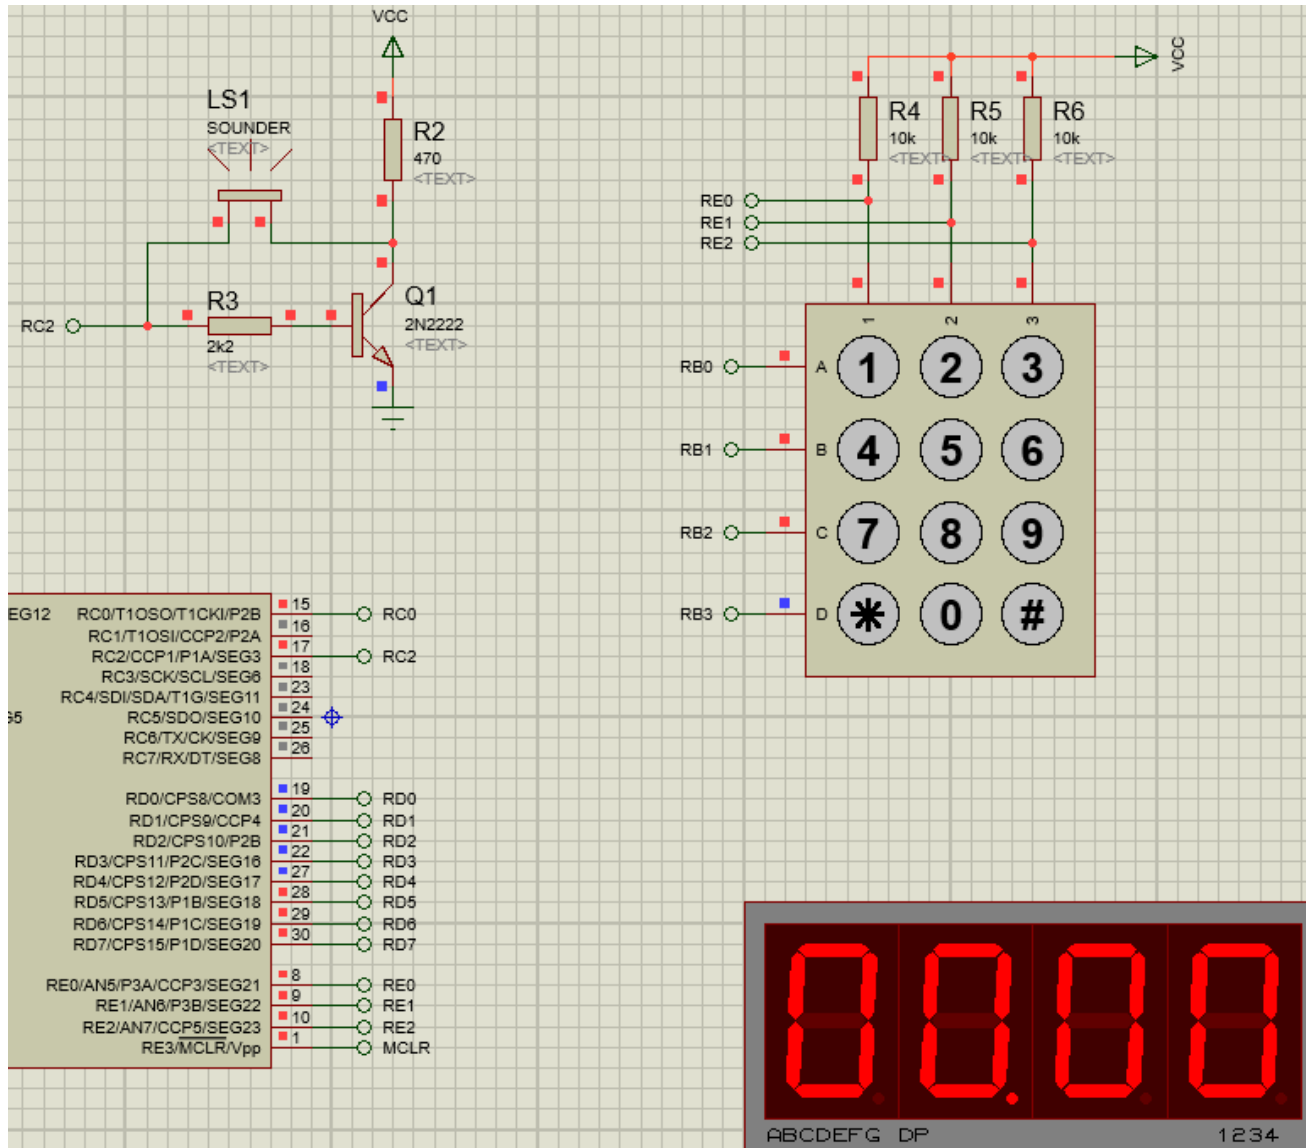 VCC
LS1
SOUNDER
<TEXT>
R2
470
<TEXT>
R3
2k2
<TEXT>
RC2
Q1
2N2222
<TEXT>
VCC
R4
10k
<TEXT>
R5
10k
<TEXT>
R6
10k
<TEXT>
RE0
RE1
RE2
1 2 3
RB0 A 1 2 3
RB1 B 4 5 6
RB2 C 7 8 9
RB3 D * 0 #
EG12 RC0/T1OSO/T1CKI/P2B 15 RC0
RC1/T1OSI/CCP2/P2A 16
RC2/CCP1/P1A/SEG3 17 RC2
RC3/SCK/SCL/SEG6 18
RC4/SDI/SDA/T1G/SEG11 23
G5 RC5/SDO/SEG10 24
RC6/TX/CK/SEG9 25
RC7/RX/DT/SEG8 26
RD0/CPS8/COM3 19 RD0
RD1/CPS9/CCP4 20 RD1
RD2/CPS10/P2B 21 RD2
RD3/CPS11/P2C/SEG16 22 RD3
RD4/CPS12/P2D/SEG17 27 RD4
RD5/CPS13/P1B/SEG18 28 RD5
RD6/CPS14/P1C/SEG19 29 RD6
RD7/CPS15/P1D/SEG20 30 RD7
RE0/AN5/P3A/CCP3/SEG21 8 RE0
RE1/AN6/P3B/SEG22 9 RE1
RE2/AN7/CCP5/SEG23 10 RE2
RE3/MCLR/Vpp 1 MCLR
00.00
ABCDEFG DP 1234